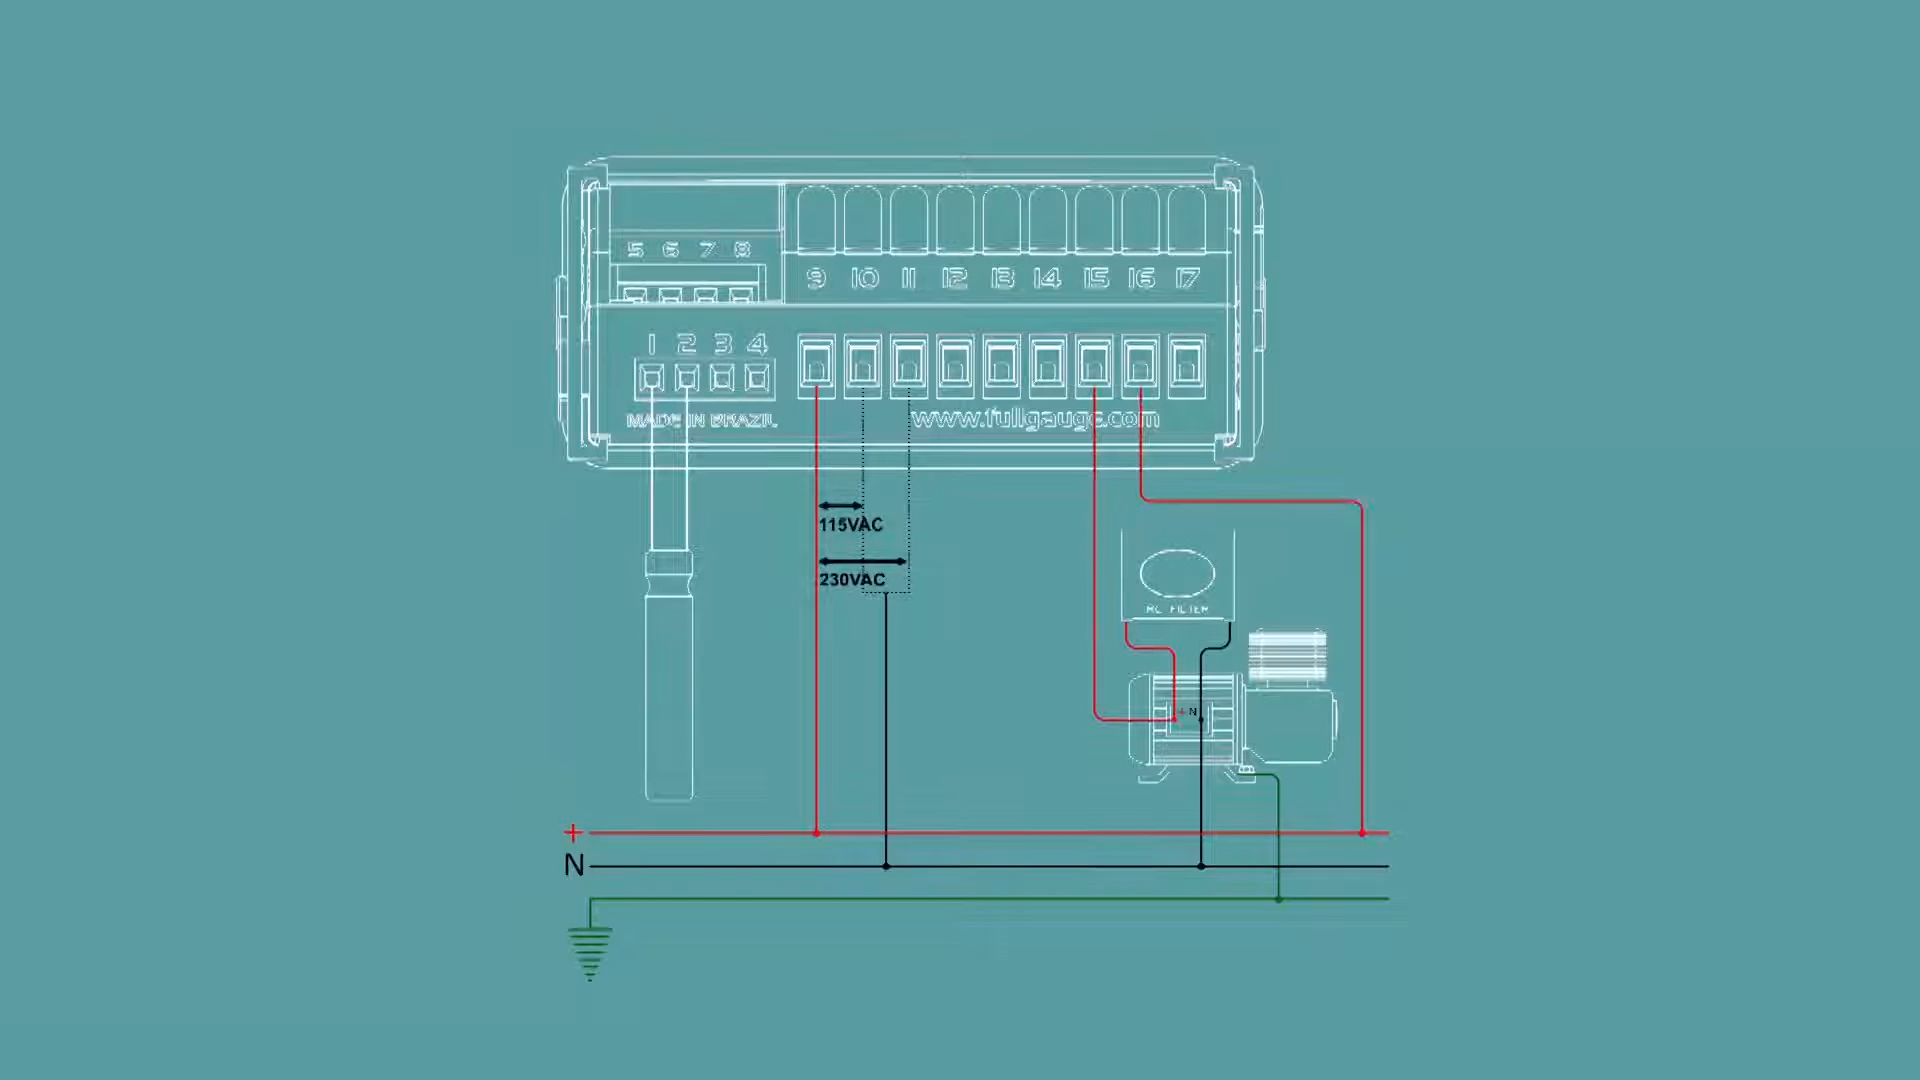 5 6 7 8
9 10 11 12 13 14 15 16 17
1 2 3 4
MADE IN BRAZIL
www.fullgauge.com
115VAC
230VAC
RC FILTER
+ N
+
N